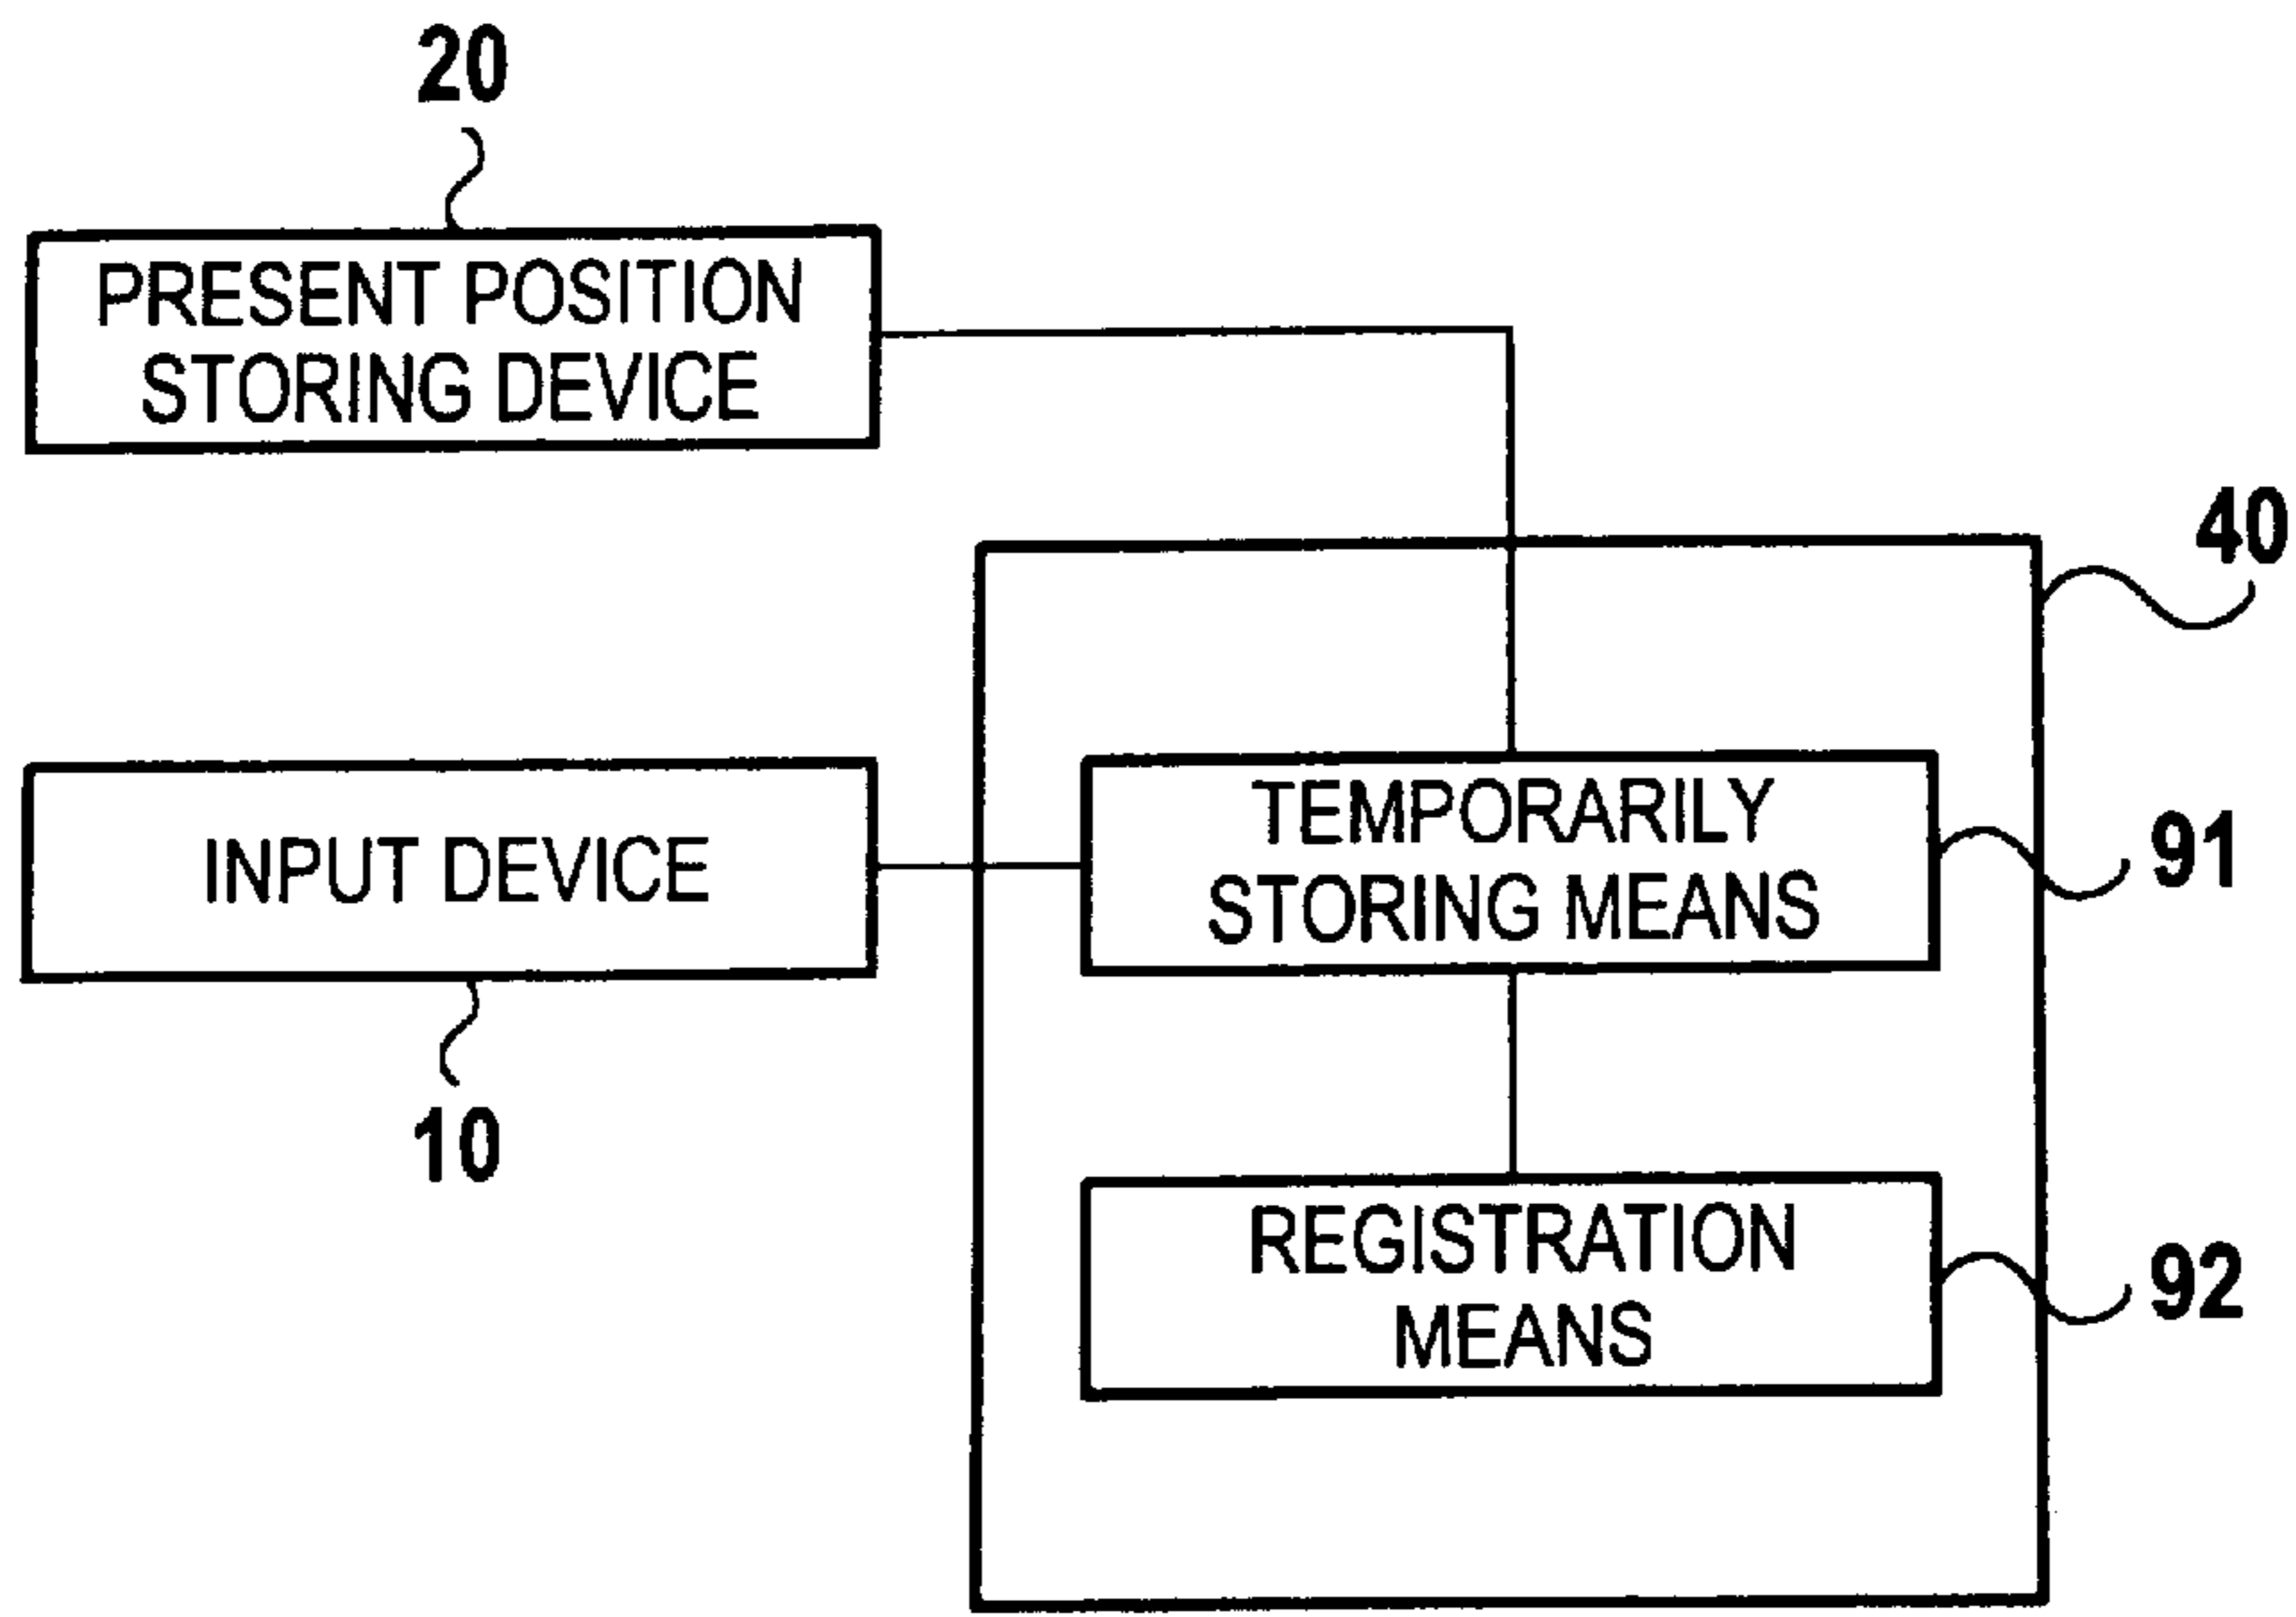 20
PRESENT POSITION
STORING DEVICE
40
INPUT DEVICE
10
TEMPORARILY
STORING MEANS
91
REGISTRATION
MEANS
92